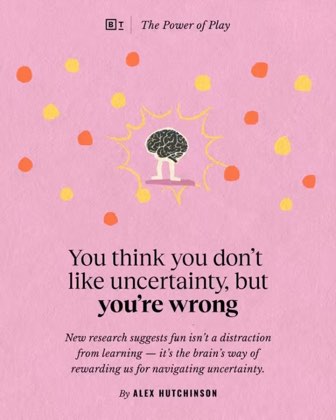 BT The Power of Play
You think you don't
like uncertainty, but
you're wrong
New research suggests fun isn't a distraction
from learning — it's the brain's way of
rewarding us for navigating uncertainty.
By ALEX HUTCHINSON